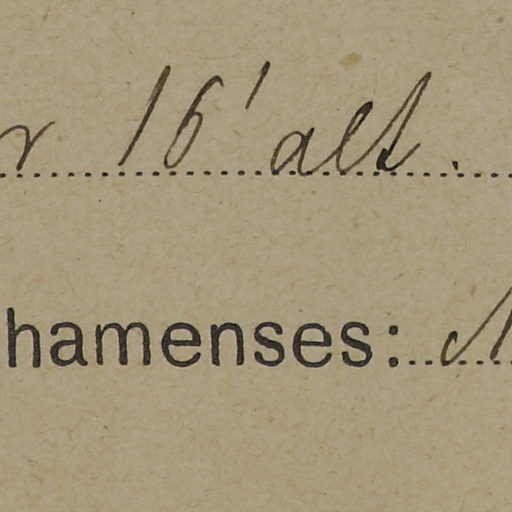 r 16' alt.
hamenses: